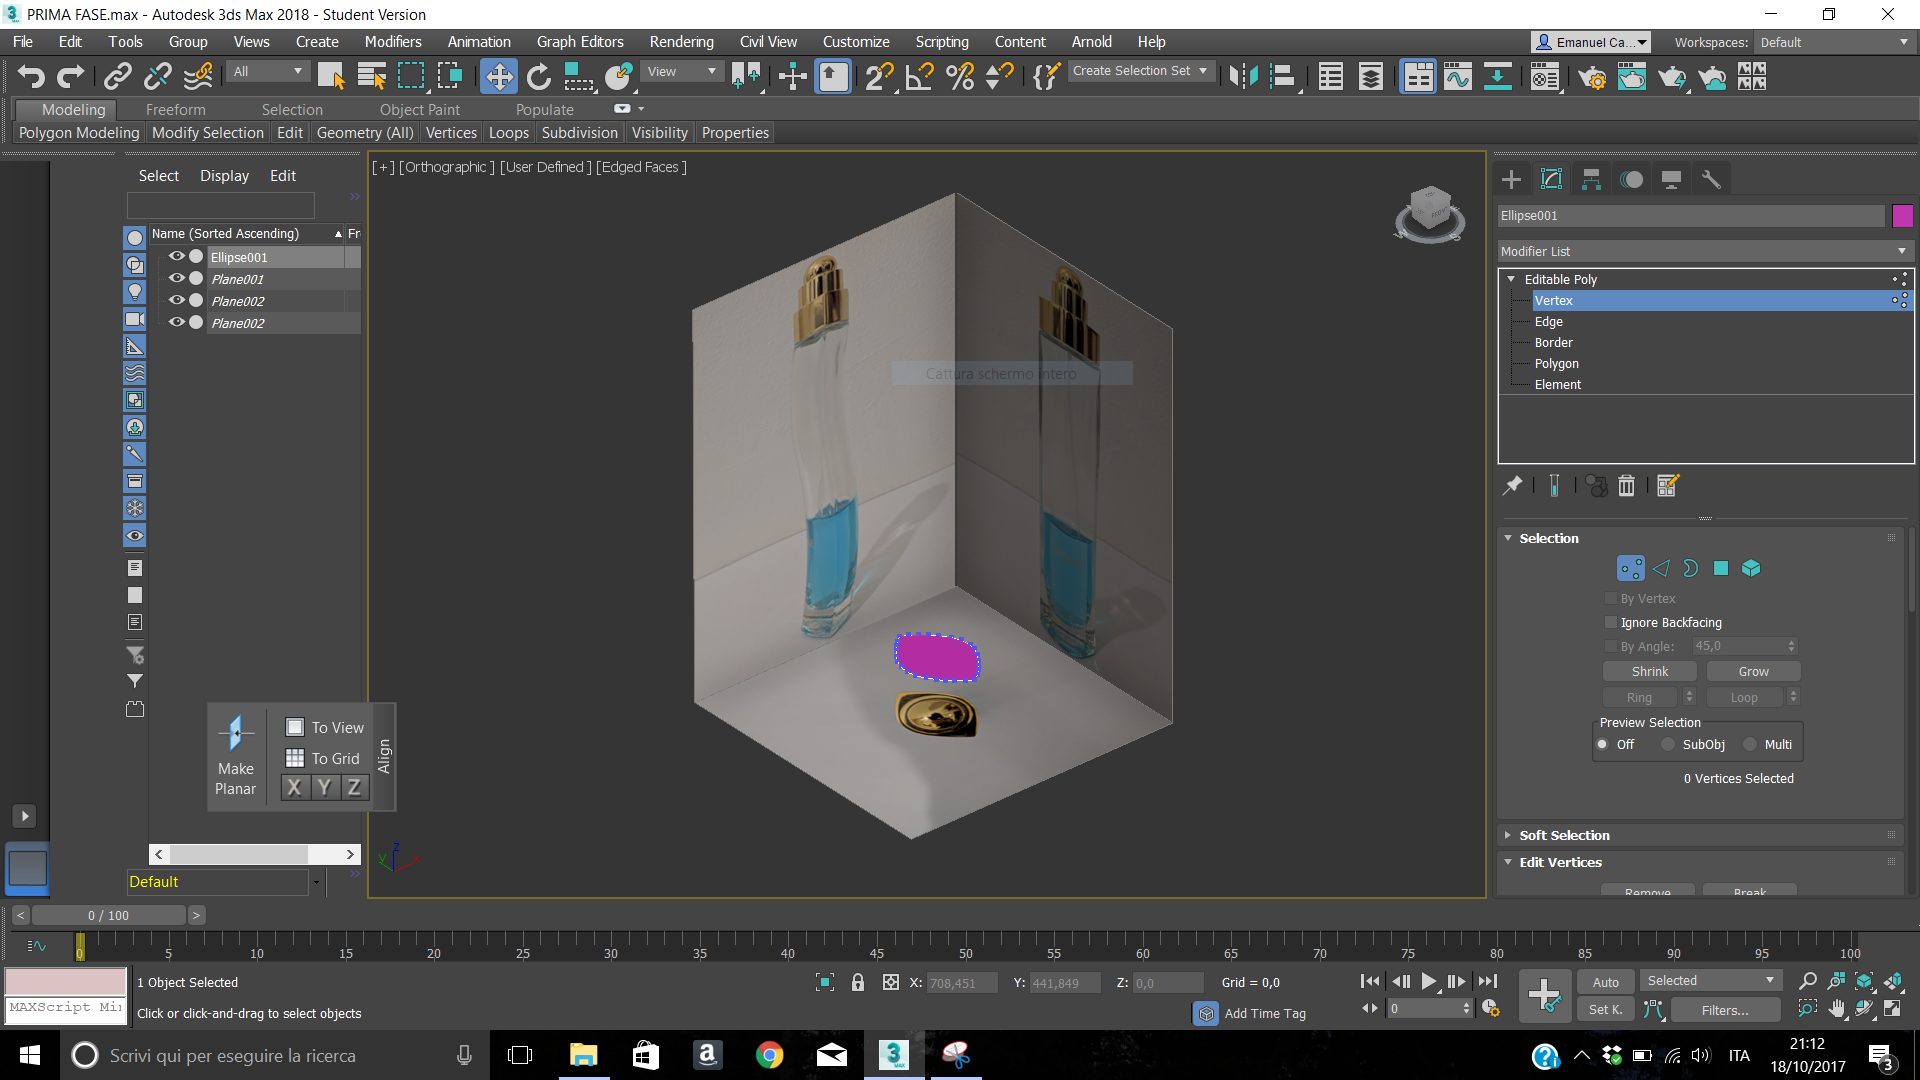 PRIMA FASE.max - Autodesk 3ds Max 2018 - Student Version
File Edit Tools Group Views Create Modifiers Animation Graph Editors Rendering Civil View Customize Scripting Content Arnold Help
Emanuel Ca... Workspaces: Default
All View Create Selection Set
Modeling Freeform Selection Object Paint Populate
Polygon Modeling Modify Selection Edit Geometry (All) Vertices Loops Subdivision Visibility Properties
Select Display Edit
[ + ] [Orthographic ] [User Defined ] [Edged Faces ]
Name (Sorted Ascending) Fr
Ellipse001
Plane001
Plane002
Plane002
Cattura schermo intero
Ellipse001
Modifier List
Editable Poly
Vertex
Edge
Border
Polygon
Element
Selection
By Vertex
Ignore Backfacing
By Angle: 45,0
Shrink Grow
Ring Loop
Preview Selection
Off SubObj Multi
0 Vertices Selected
Soft Selection
Edit Vertices
Remove Break
Make Planar
To View
To Grid
X Y Z
Align
z
y
x
Default
0 / 100
0 5 10 15 20 25 30 35 40 45 50 55 60 65 70 75 80 85 90 95 100
1 Object Selected
X: 708,451 Y: 441,849 Z: 0,0 Grid = 0,0
Auto Selected
MAXScript Mi
Click or click-and-drag to select objects
Add Time Tag
0
Set K. Filters...
Scrivi qui per eseguire la ricerca
ITA
21:12
18/10/2017
3